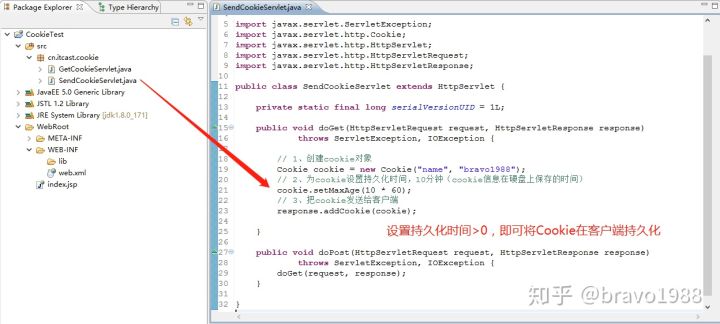 Package Explorer
Type Hierarchy
CookieTest
src
cn.itcast.cookie
GetCookieServlet.java
SendCookieServlet.java
JavaEE 5.0 Generic Library
JSTL 1.2 Library
JRE System Library [jdk1.8.0_171]
WebRoot
META-INF
WEB-INF
lib
web.xml
index.jsp
SendCookieServlet.java
5 import javax.servlet.ServletException;
6 import javax.servlet.http.Cookie;
7 import javax.servlet.http.HttpServlet;
8 import javax.servlet.http.HttpServletRequest;
9 import javax.servlet.http.HttpServletResponse;
10
11 public class SendCookieServlet extends HttpServlet {
12
13 private static final long serialVersionUID = 1L;
14
15 public void doGet(HttpServletRequest request, HttpServletResponse response)
16 throws ServletException, IOException {
17
18 // 1、创建cookie对象
19 Cookie cookie = new Cookie("name", "bravo1988");
20 // 2、为cookie设置持久化时间，10分钟（cookie信息在硬盘上保存的时间）
21 cookie.setMaxAge(10 * 60);
22 // 3、把cookie发送给客户端
23 response.addCookie(cookie);
24
设置持久化时间>0，即可将Cookie在客户端持久化
25 }
26
27 public void doPost(HttpServletRequest request, HttpServletResponse response)
28 throws ServletException, IOException {
29 doGet(request, response);
30 }
31
32 }
知乎 @bravo1988